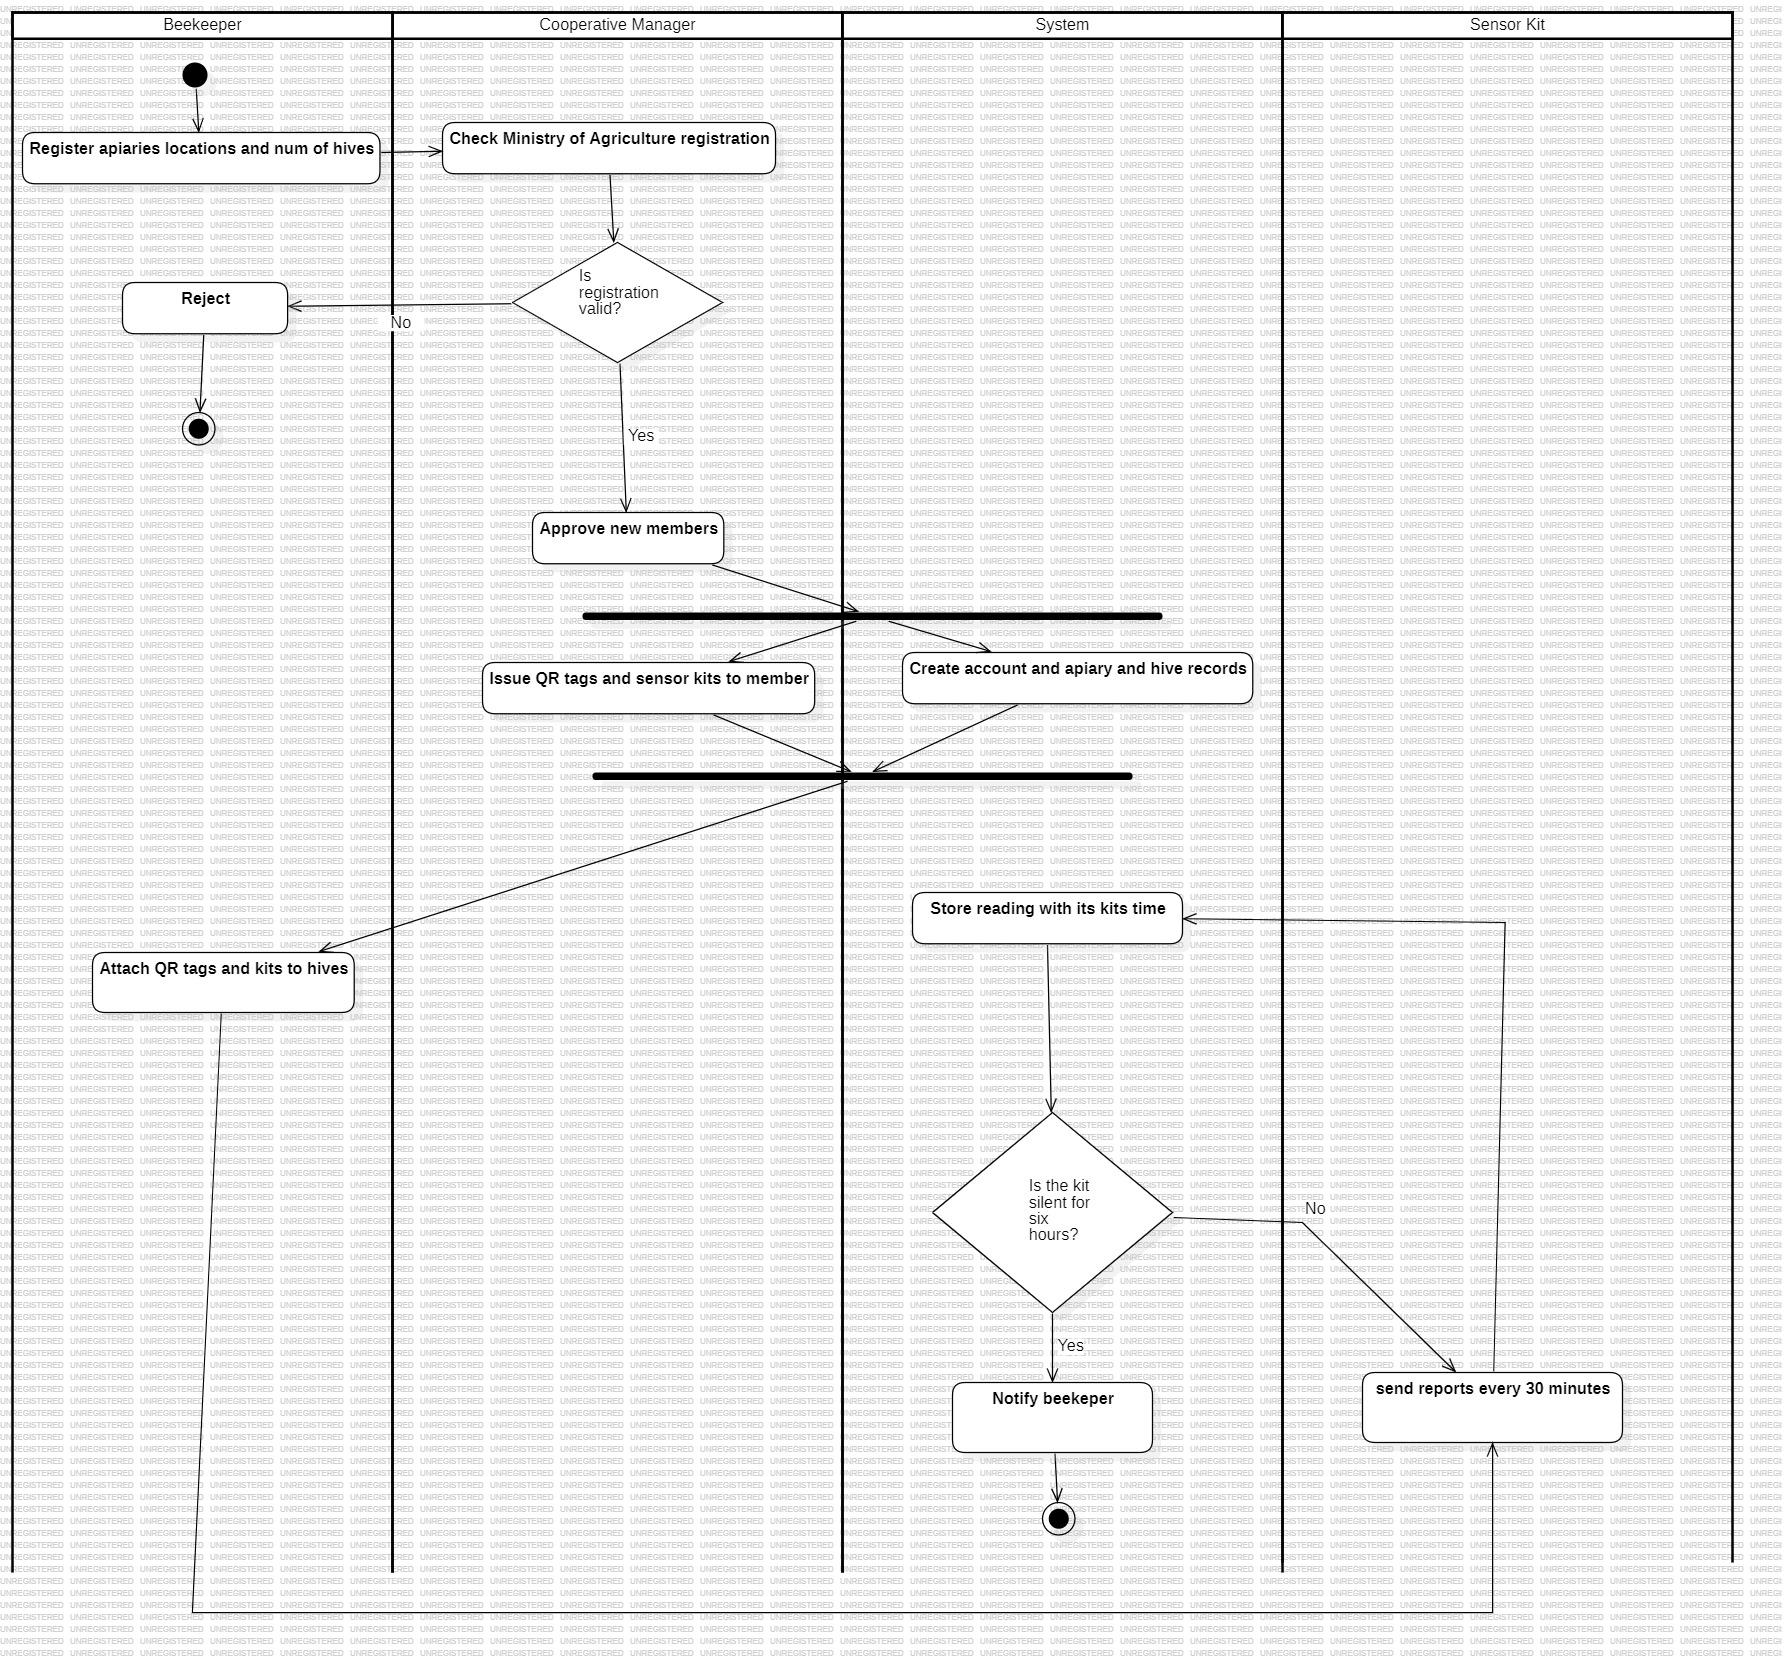 Beekeeper
Cooperative Manager
System
Sensor Kit
Register apiaries locations and num of hives
Check Ministry of Agriculture registration
Is
registration
valid?
No
Reject
Yes
Approve new members
Issue QR tags and sensor kits to member
Create account and apiary and hive records
Attach QR tags and kits to hives
Store reading with its kits time
Is the kit
silent for
six
hours?
No
Yes
Notify beekeper
send reports every 30 minutes
UNREGISTERED